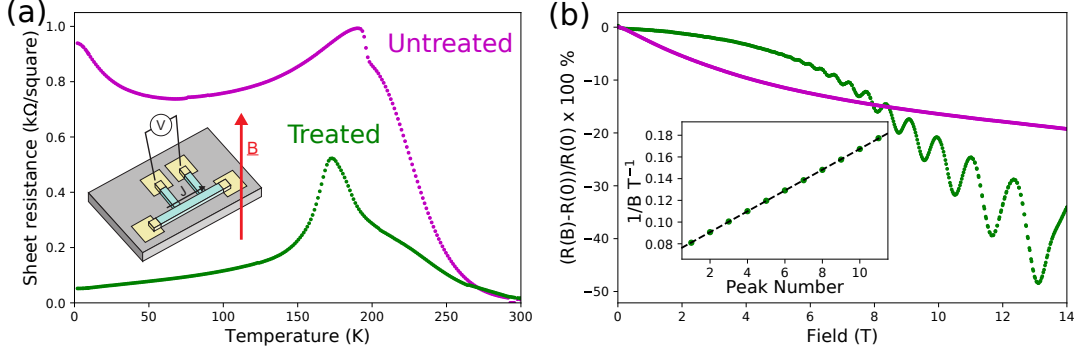 (a)
Sheet resistance (kΩ/square)
1.0
0.8
0.6
0.4
0.2
0.0
Untreated
Treated
V
B
J
0 50 100 150 200 250 300
Temperature (K)
(b)
(R(B)-R(0))/R(0) x 100 %
0
−10
−20
−30
−40
−50
1/B T⁻¹
0.18
0.16
0.14
0.12
0.10
0.08
2 4 6 8 10
Peak Number
0 2 4 6 8 10 12 14
Field (T)